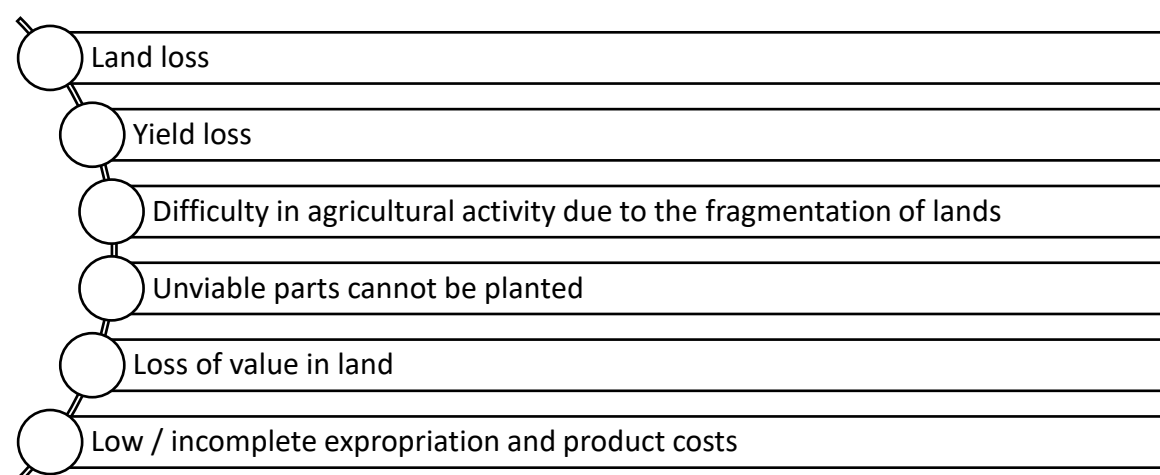 Land loss
Yield loss
Difficulty in agricultural activity due to the fragmentation of lands
Unviable parts cannot be planted
Loss of value in land
Low / incomplete expropriation and product costs